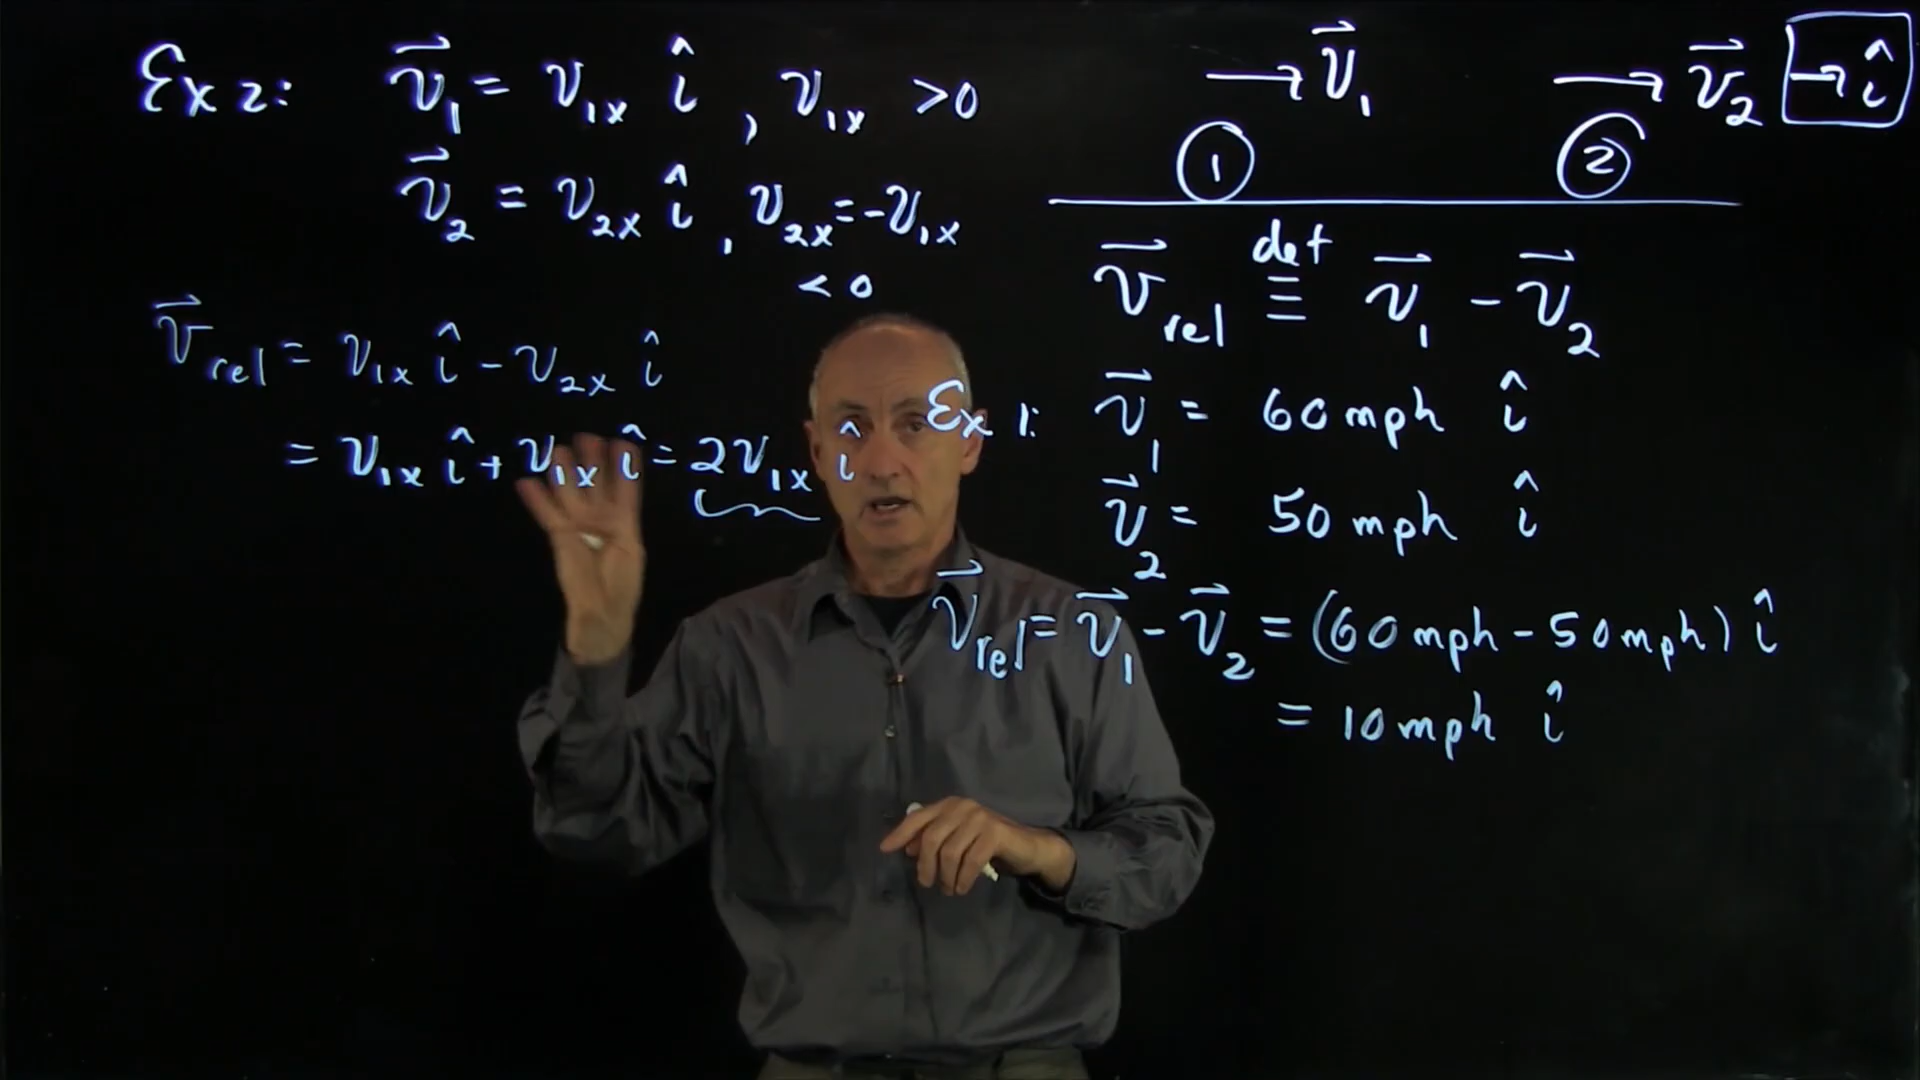 Ex 2: v⃗₁ = v₁ₓ î , v₁ₓ > 0
v⃗₂ = v₂ₓ î , v₂ₓ = -v₁ₓ
< 0
v⃗rel = v₁ₓ î - v₂ₓ î
= v₁ₓ î + v₁ₓ î = 2v₁ₓ î
→ v⃗₁ → v⃗₂ → î
1 2
def
v⃗rel ≡ v⃗₁ - v⃗₂
Ex 1: v⃗₁ = 60 mph î
v⃗₂ = 50 mph î
v⃗rel = v⃗₁ - v⃗₂ = (60 mph - 50 mph) î
= 10 mph î